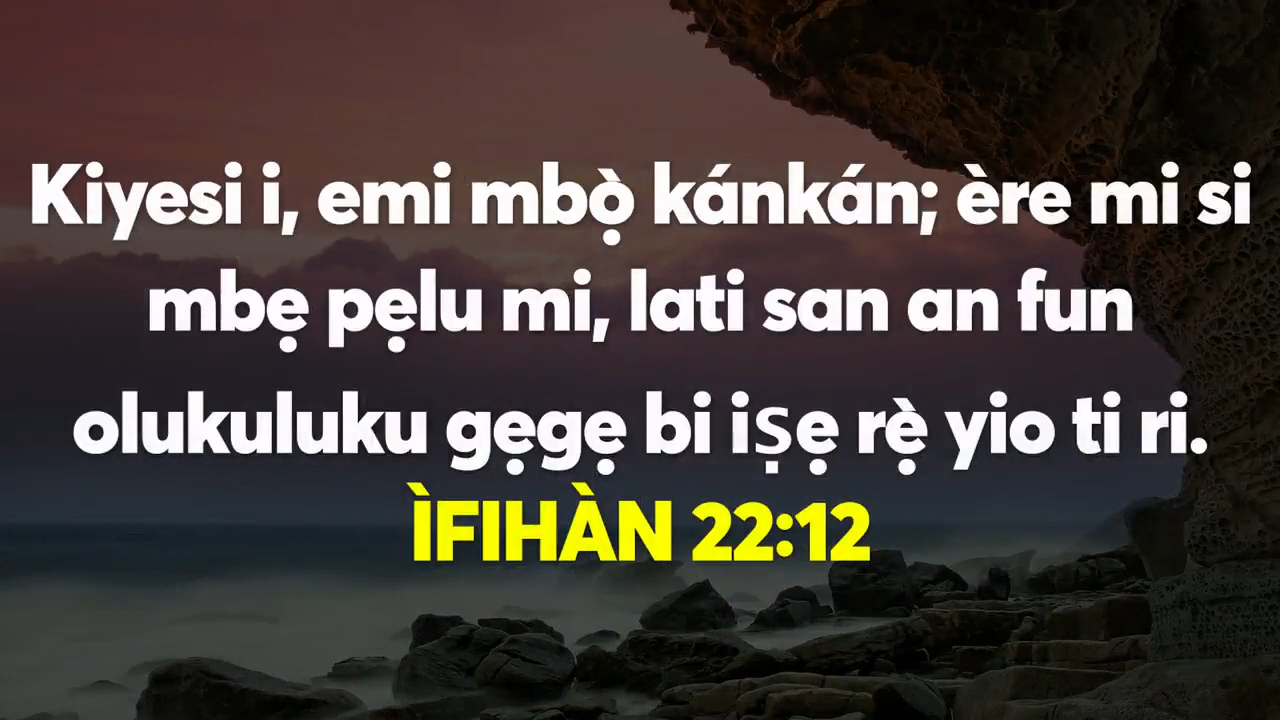 Kiyesi i, emi mbọ̀ kánkán; ère mi si
mbẹ pẹlu mi, lati san an fun
olukuluku gẹgẹ bi iṣẹ rẹ̀ yio ti ri.
ÌFIHÀN 22:12